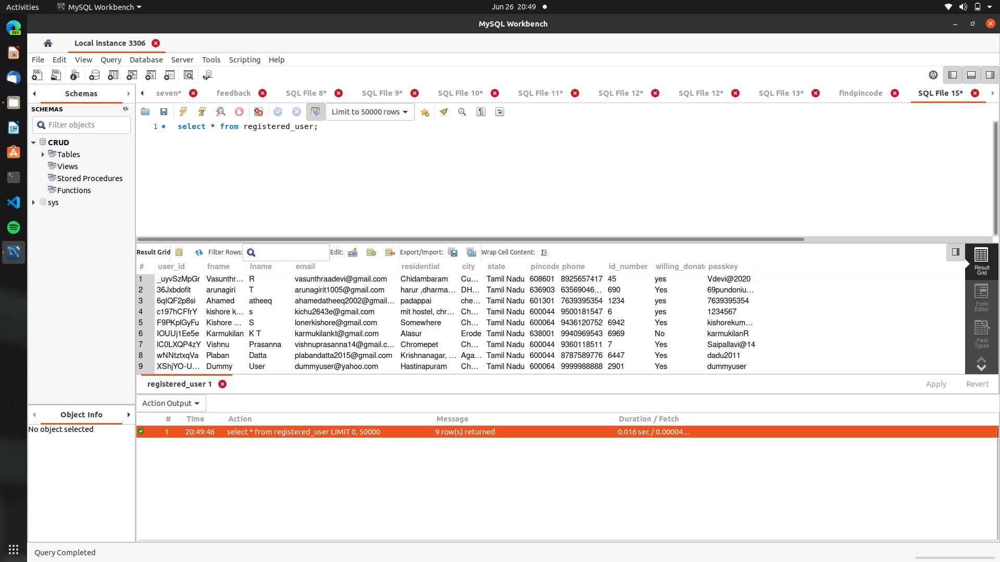 Activities MySQL Workbench Jun 26 20:49
MySQL Workbench
Local instance 3306
File Edit View Query Database Server Tools Scripting Help
Schemas
seven* feedback SQL File 8* SQL File 9* SQL File 10* SQL File 11* SQL File 12* SQL File 12* SQL File 13* findpincode SQL File 15*
SCHEMAS
Limit to 50000 rows
Filter objects
1 select * from registered_user;
CRUD
Tables
Views
Stored Procedures
Functions
sys
Result Grid Filter Rows: Edit: Export/Import: Wrap Cell Content:
# user_id fname lname email residential city state pincode phone id_number willing_donate passkey
1 _uyvSzMpGr Vasunthr... R vasunthraadevi@gmail.com Chidambaram Cu... Tamil Nadu 608601 8925657417 45 yes Vdevi@2020
2 36Jxbdofit arunagiri T arunagirit1005@gmail.com harur ,dharma... DH... Tamil Nadu 636903 63569046... 690 Yes 69pundoniu...
3 6qIQF2p8si Ahamed atheeq ahamedatheeq2002@gmail... padappai che... Tamil Nadu 601301 7639395354 1234 yes 7639395354
4 c197hCFfrY kishore k... s kichu2643e@gmail.com mit hostel, chr... Ch... Tamil Nadu 600044 9500181547 6 yes 1234567
5 F9PKplGyFu Kishore ... S lonerkishore@gmail.com Somewhere Ch... Tamil Nadu 600064 9436120752 6942 Yes kishorekum...
6 IOUUj1Ee5e Karmukilan K T karmukilankt@gmail.com Alasur Erode Tamil Nadu 638001 9940969543 6969 No karmukilanR
7 lC0LXQP4zY Vishnu Prasanna vishnuprasanna14@gmail.c... Chromepet Ch... Tamil Nadu 600044 9360118511 7 Yes Saipallavi@14
8 wNNtztxqVa Plaban Datta plabandatta2015@gmail.com Krishnanagar, ... Aga... Tamil Nadu 600044 8787589776 6447 Yes dadu2011
9 XShjYO-U... Dummy User dummyuser@yahoo.com Hastinapuram Ch... Tamil Nadu 600064 9999988888 2901 Yes dummyuser
Result
Grid
Form
Editor
Field
Types
registered_user 1 Apply Revert
Action Output
Object Info
# Time Action Message Duration / Fetch
No object selected
1 20:49:46 select * from registered_user LIMIT 0, 50000 9 row(s) returned 0.016 sec / 0.00004...
Query Completed